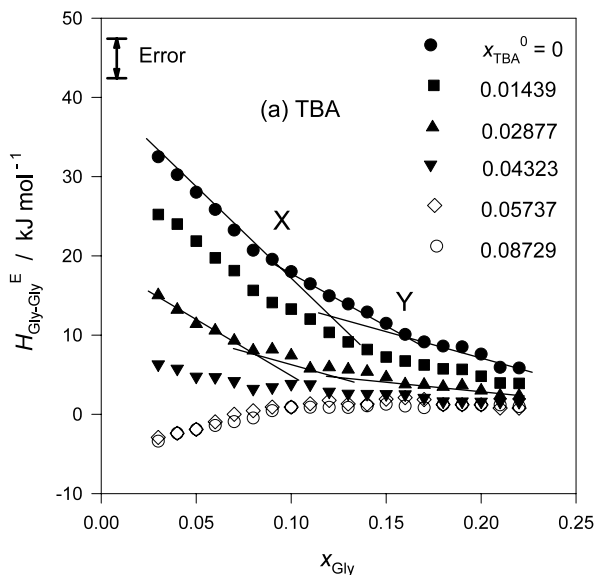 50
Error
x_TBA^0 = 0
0.01439
40
(a) TBA
0.02877
0.04323
30
0.05737
X
0.08729
20
Y
10
0
-10
0.00 0.05 0.10 0.15 0.20 0.25
x_Gly
H_Gly-Gly^E / kJ mol^-1